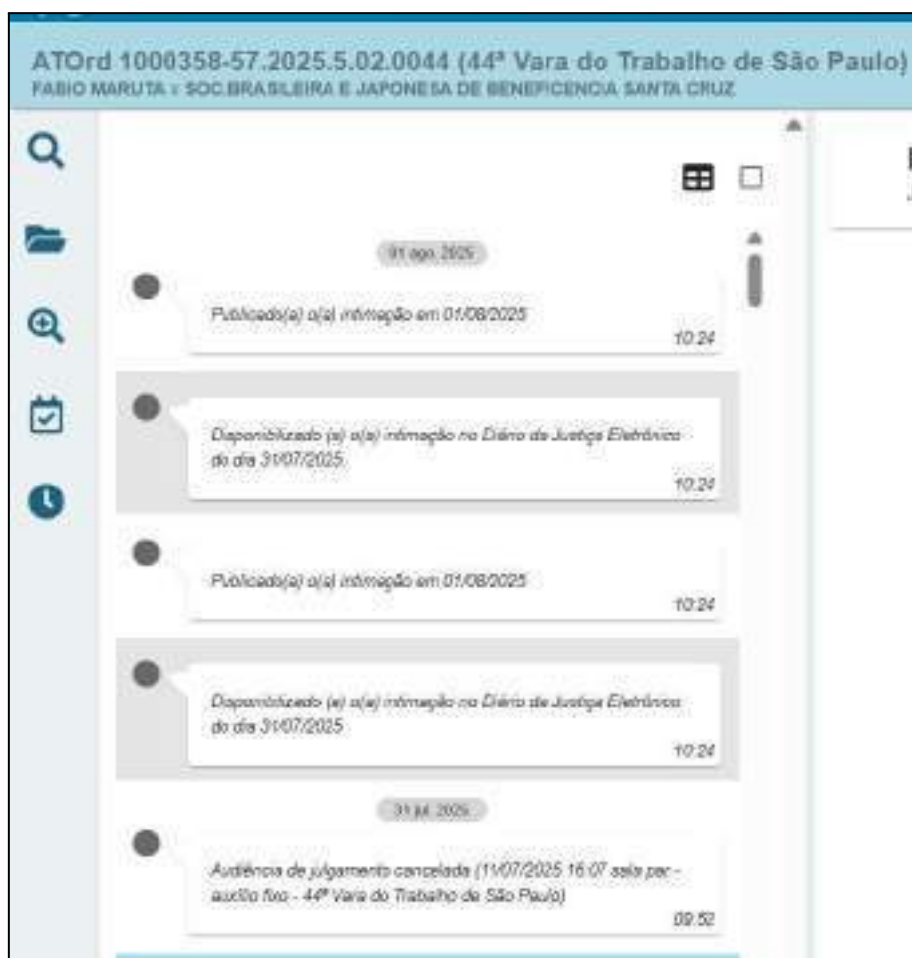 ATOrd 1000358-57.2025.5.02.0044 (44ª Vara do Trabalho de São Paulo)
FABIO MARUTA x SOC.BRASILEIRA E JAPONESA DE BENEFICENCIA SANTA CRUZ
01 ago. 2025
Publicado(a) o(a) intimação em 01/08/2025
10:24
Disponibilizado (a) o(a) intimação no Diário da Justiça Eletrônico
do dia 31/07/2025
10:24
Publicado(a) o(a) intimação em 01/08/2025
10:24
Disponibilizado (a) o(a) intimação no Diário da Justiça Eletrônico
do dia 31/07/2025
10:24
31 jul. 2025
Audiência de julgamento cancelada (11/07/2025 16:07 sala par -
auxílio fixo - 44ª Vara do Trabalho de São Paulo)
09:52